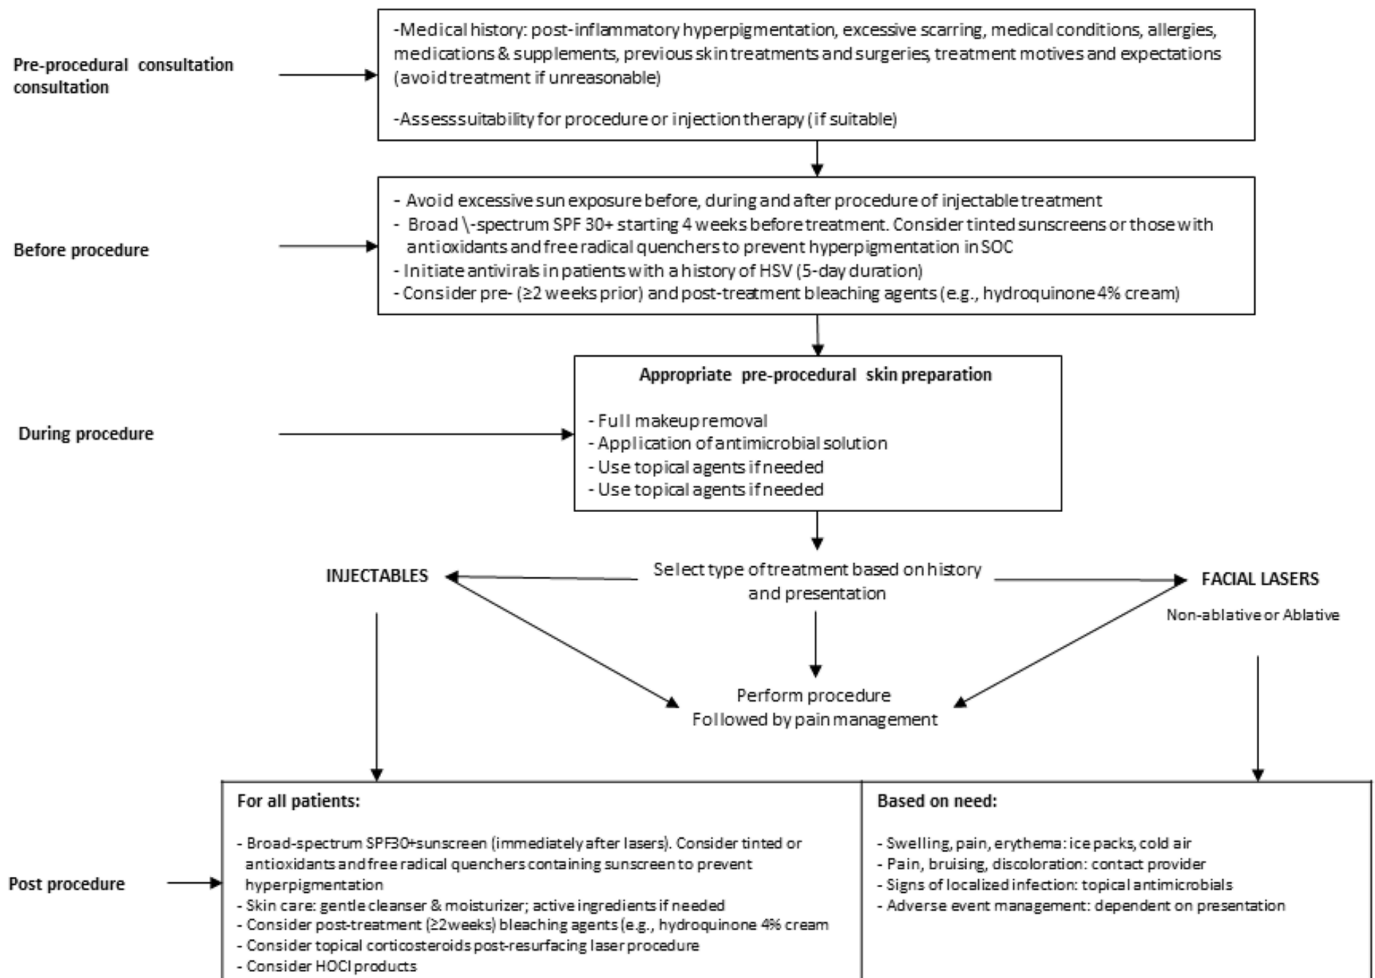 Pre-procedural consultation
consultation
-Medical history: post-inflammatory hyperpigmentation, excessive scarring, medical conditions, allergies,
medications & supplements, previous skin treatments and surgeries, treatment motives and expectations
(avoid treatment if unreasonable)
-Assesssuitability for procedure or injection therapy (if suitable)
Before procedure
- Avoid excessive sun exposure before, during and after procedure of injectable treatment
- Broad \-spectrum SPF 30+ starting 4 weeks before treatment. Consider tinted sunscreens or those with
antioxidants and free radical quenchers to prevent hyperpigmentation in SOC
- Initiate antivirals in patients with a history of HSV (5-day duration)
- Consider pre- (≥2 weeks prior) and post-treatment bleaching agents (e.g., hydroquinone 4% cream)
During procedure
Appropriate pre-procedural skin preparation
- Full makeup removal
- Application of antimicrobial solution
- Use topical agents if needed
- Use topical agents if needed
INJECTABLES
Select type of treatment based on history
and presentation
FACIAL LASERS
Non-ablative or Ablative
Perform procedure
Followed by pain management
Post procedure
For all patients:
- Broad-spectrum SPF30+sunscreen (immediately after lasers). Consider tinted or
antioxidants and free radical quenchers containing sunscreen to prevent
hyperpigmentation
- Skin care: gentle cleanser & moisturizer; active ingredients if needed
- Consider post-treatment (≥2weeks) bleaching agents (e.g., hydroquinone 4% cream
- Consider topical corticosteroids post-resurfacing laser procedure
- Consider HOCl products
Based on need:
- Swelling, pain, erythema: ice packs, cold air
- Pain, bruising, discoloration: contact provider
- Signs of localized infection: topical antimicrobials
- Adverse event management: dependent on presentation